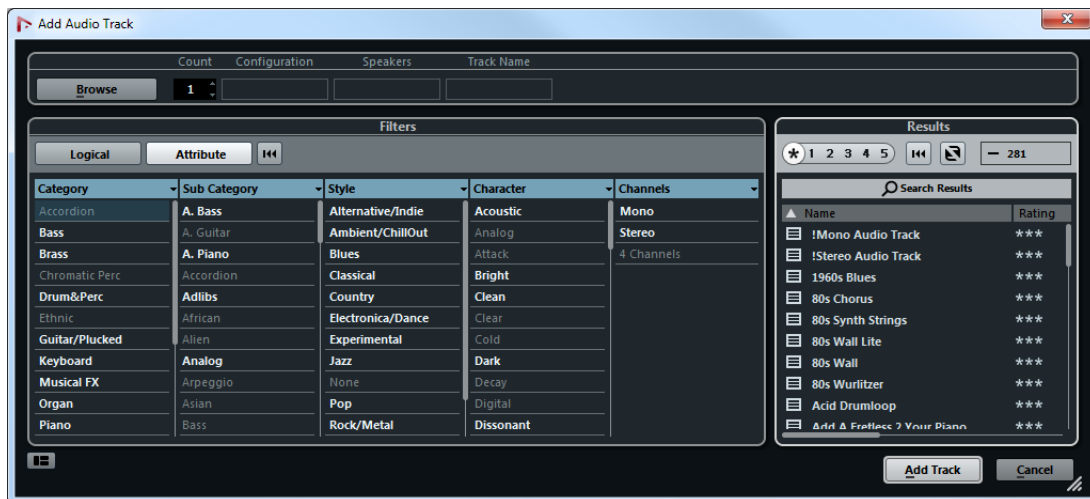 Add Audio Track
Count Configuration Speakers Track Name
Browse 1
Filters
Logical Attribute
Category Sub Category Style Character Channels
Accordion A. Bass Alternative/Indie Acoustic Mono
Bass A. Guitar Ambient/ChillOut Analog Stereo
Brass A. Piano Blues Attack 4 Channels
Chromatic Perc Accordion Classical Bright
Drum&Perc Adlibs Country Clean
Ethnic African Electronica/Dance Clear
Guitar/Plucked Alien Experimental Cold
Keyboard Analog Jazz Dark
Musical FX Arpeggio None Decay
Organ Asian Pop Digital
Piano Bass Rock/Metal Dissonant
Results
* 1 2 3 4 5 281
Search Results
Name Rating
!Mono Audio Track ***
!Stereo Audio Track ***
1960s Blues ***
80s Chorus ***
80s Synth Strings ***
80s Wall Lite ***
80s Wall ***
80s Wurlitzer ***
Acid Drumloop ***
Add A Fretless 2 Your Piano ***
Add Track Cancel